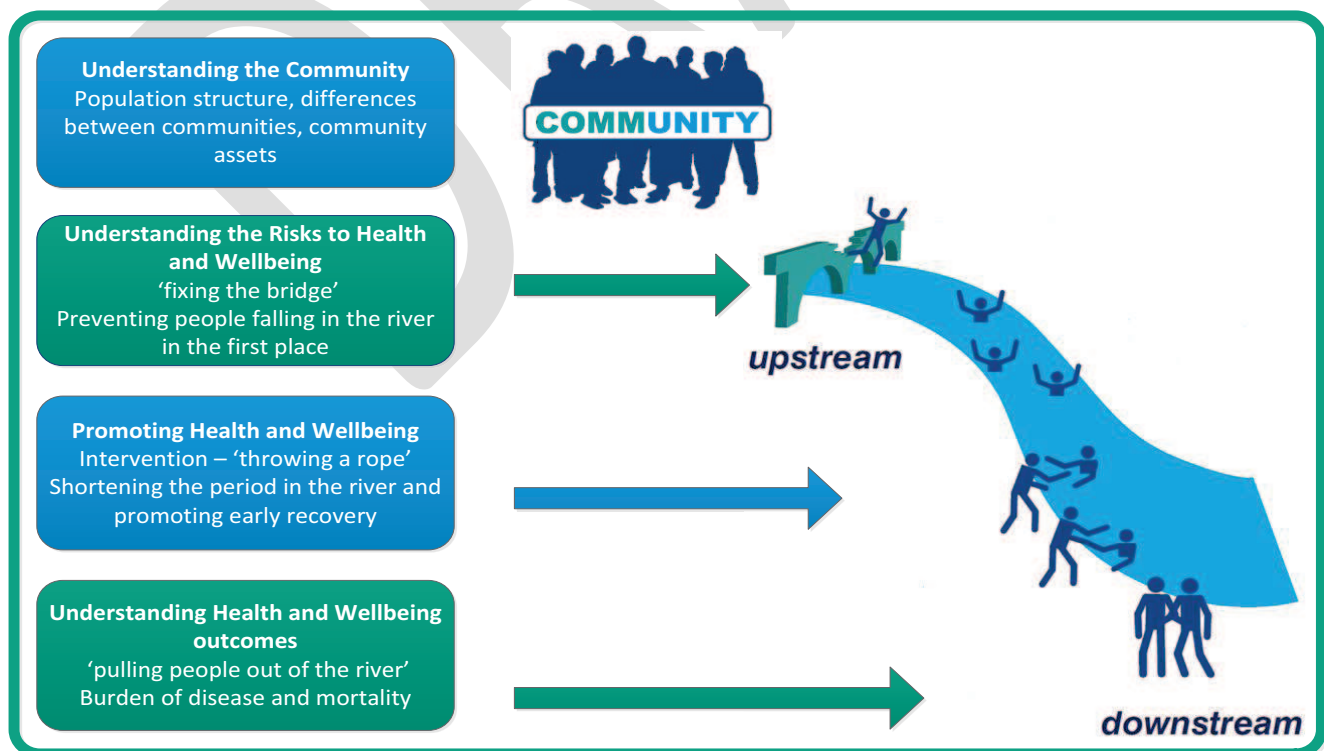 Understanding the Community
Population structure, differences
between communities, community
assets
COMMUNITY
Understanding the Risks to Health
and Wellbeing
‘fixing the bridge’
Preventing people falling in the river
in the first place
upstream
Promoting Health and Wellbeing
Intervention – ‘throwing a rope’
Shortening the period in the river and
promoting early recovery
Understanding Health and Wellbeing
outcomes
‘pulling people out of the river’
Burden of disease and mortality
downstream